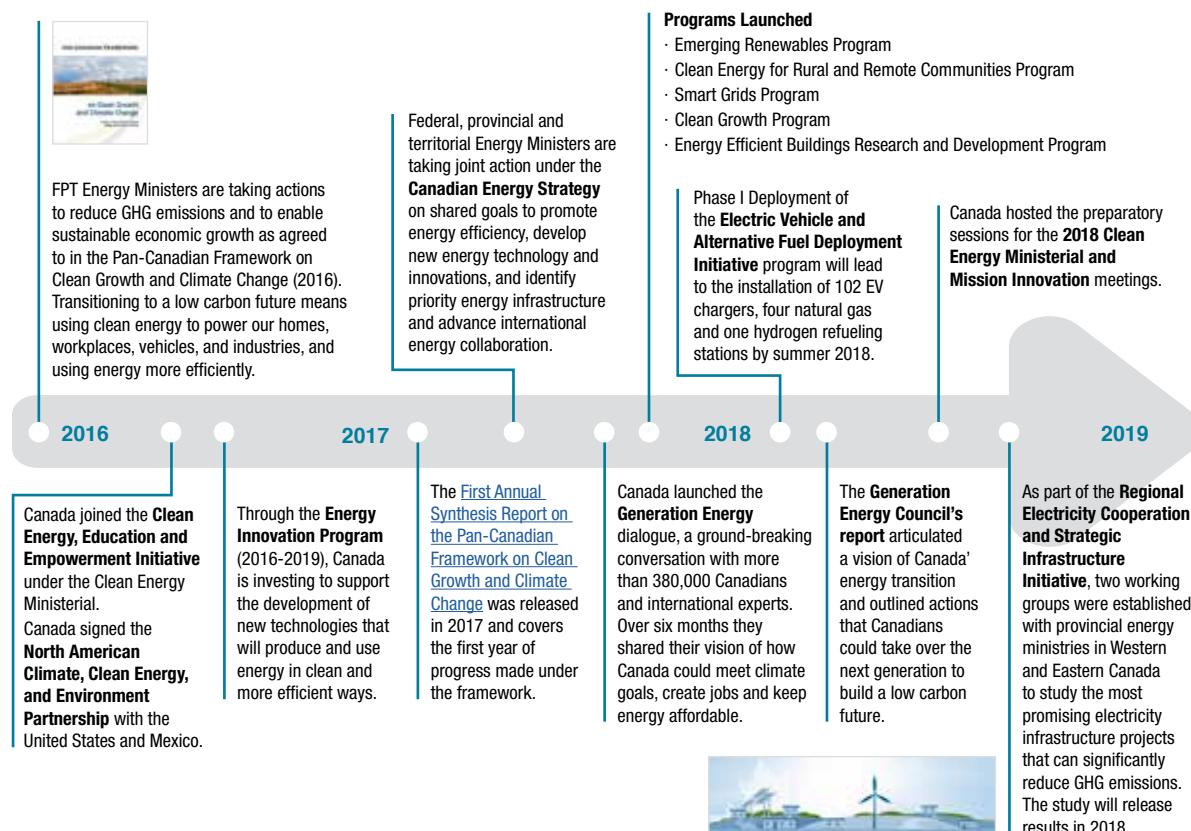 PAN-CANADIAN FRAMEWORK
on Clean Growth
and Climate Change
FPT Energy Ministers are taking actions
to reduce GHG emissions and to enable
sustainable economic growth as agreed
to in the Pan-Canadian Framework on
Clean Growth and Climate Change (2016).
Transitioning to a low carbon future means
using clean energy to power our homes,
workplaces, vehicles, and industries, and
using energy more efficiently.
Federal, provincial and
territorial Energy Ministers are
taking joint action under the
Canadian Energy Strategy
on shared goals to promote
energy efficiency, develop
new energy technology and
innovations, and identify
priority energy infrastructure
and advance international
energy collaboration.
Programs Launched
· Emerging Renewables Program
· Clean Energy for Rural and Remote Communities Program
· Smart Grids Program
· Clean Growth Program
· Energy Efficient Buildings Research and Development Program
Phase I Deployment of
the Electric Vehicle and
Alternative Fuel Deployment
Initiative program will lead
to the installation of 102 EV
chargers, four natural gas
and one hydrogen refueling
stations by summer 2018.
Canada hosted the preparatory
sessions for the 2018 Clean
Energy Ministerial and
Mission Innovation meetings.
2016
2017
2018
2019
Canada joined the Clean
Energy, Education and
Empowerment Initiative
under the Clean Energy
Ministerial.
Canada signed the
North American
Climate, Clean Energy,
and Environment
Partnership with the
United States and Mexico.
Through the Energy
Innovation Program
(2016-2019), Canada
is investing to support
the development of
new technologies that
will produce and use
energy in clean and
more efficient ways.
The First Annual
Synthesis Report on
the Pan-Canadian
Framework on Clean
Growth and Climate
Change was released
in 2017 and covers
the first year of
progress made under
the framework.
Canada launched the
Generation Energy
dialogue, a ground-breaking
conversation with more
than 380,000 Canadians
and international experts.
Over six months they
shared their vision of how
Canada could meet climate
goals, create jobs and keep
energy affordable.
The Generation
Energy Council's
report articulated
a vision of Canada'
energy transition
and outlined actions
that Canadians
could take over the
next generation to
build a low carbon
future.
As part of the Regional
Electricity Cooperation
and Strategic
Infrastructure
Initiative, two working
groups were established
with provincial energy
ministries in Western
and Eastern Canada
to study the most
promising electricity
infrastructure projects
that can significantly
reduce GHG emissions.
The study will release
results in 2018